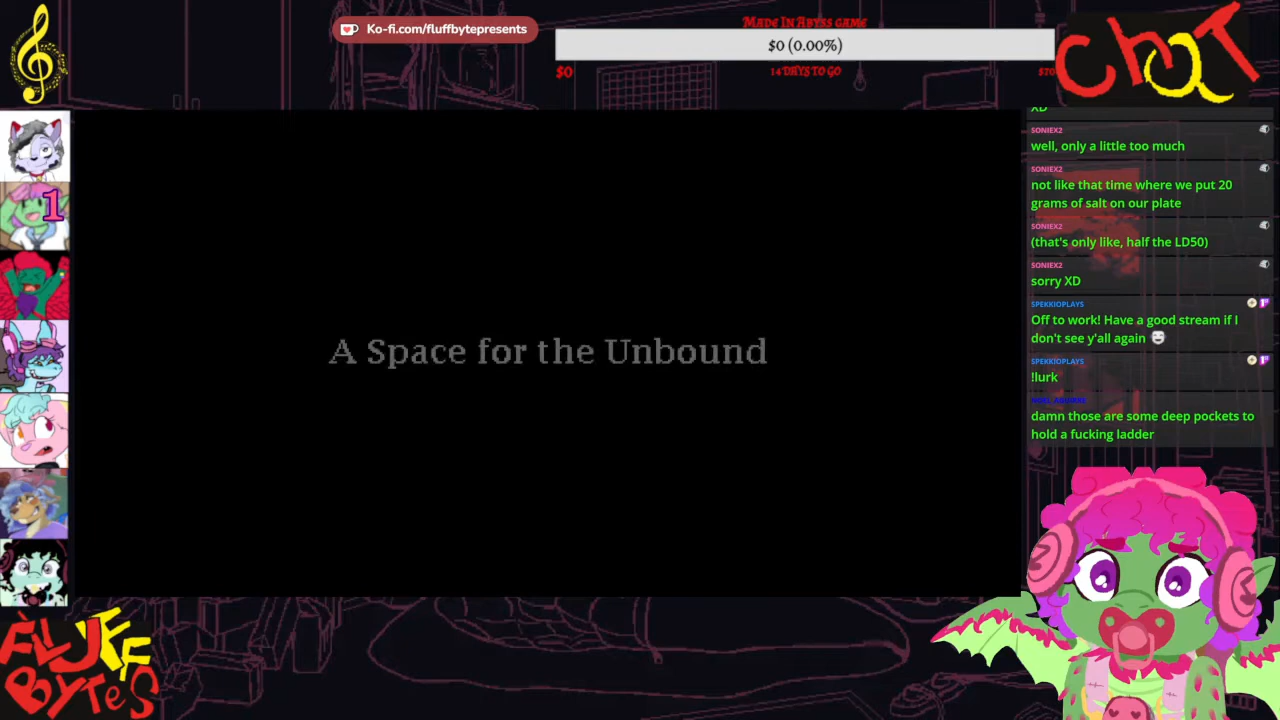 Ko-fi.com/fluffbytepresents
Made In Abyss game
$0 (0.00%)
$0
14 DAYS TO GO
ChaT
XD
SONIEX2
well, only a little too much
SONIEX2
not like that time where we put 20
grams of salt on our plate
SONIEX2
(that's only like, half the LD50)
SONIEX2
sorry XD
SPEKKIOPLAYS
Off to work! Have a good stream if I
don't see y'all again
SPEKKIOPLAYS
!lurk
damn those are some deep pockets to
hold a fucking ladder
1
A Space for the Unbound
FLUFF
BYTES